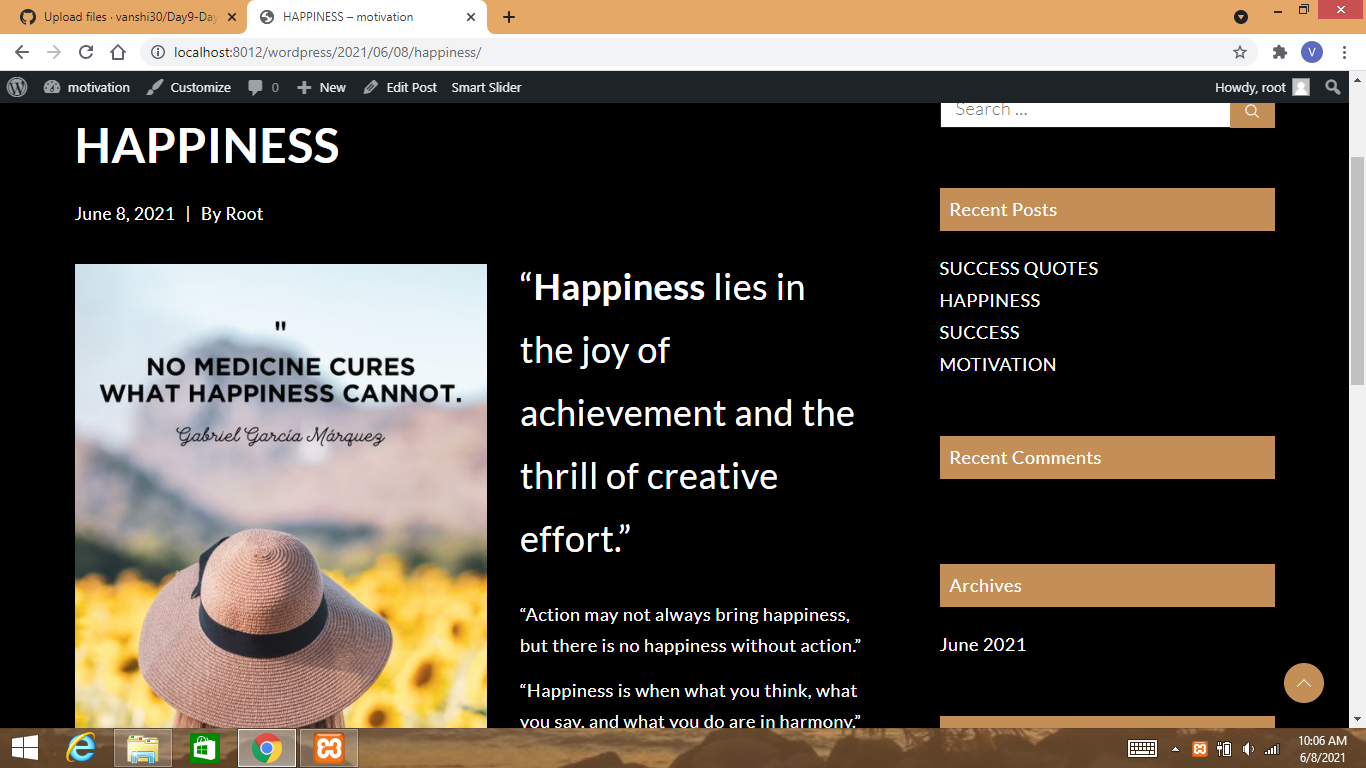 Upload files · vanshi30/Day9-Day
HAPPINESS – motivation
localhost:8012/wordpress/2021/06/08/happiness/
V
motivation
Customize
0
New
Edit Post
Smart Slider
Howdy, root
Search …
HAPPINESS
June 8, 2021 | By Root
"
NO MEDICINE CURES
WHAT HAPPINESS CANNOT.
Gabriel García Márquez
“Happiness lies in
the joy of
achievement and the
thrill of creative
effort.”
“Action may not always bring happiness,
but there is no happiness without action.”
“Happiness is when what you think, what
you say, and what you do are in harmony.”
Recent Posts
SUCCESS QUOTES
HAPPINESS
SUCCESS
MOTIVATION
Recent Comments
Archives
June 2021
10:06 AM
6/8/2021